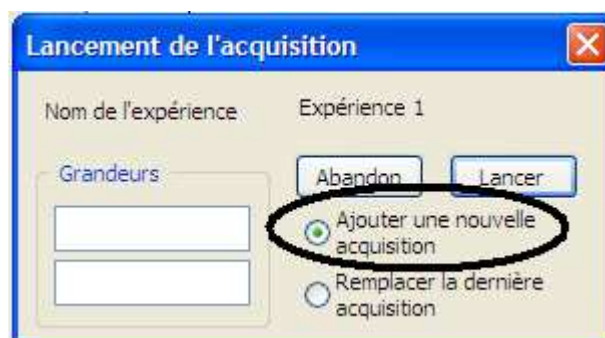 Lancement de l'acquisition
Nom de l'expérience
Expérience 1
Grandeurs
Abandon
Lancer
Ajouter une nouvelle
acquisition
Remplacer la dernière
acquisition